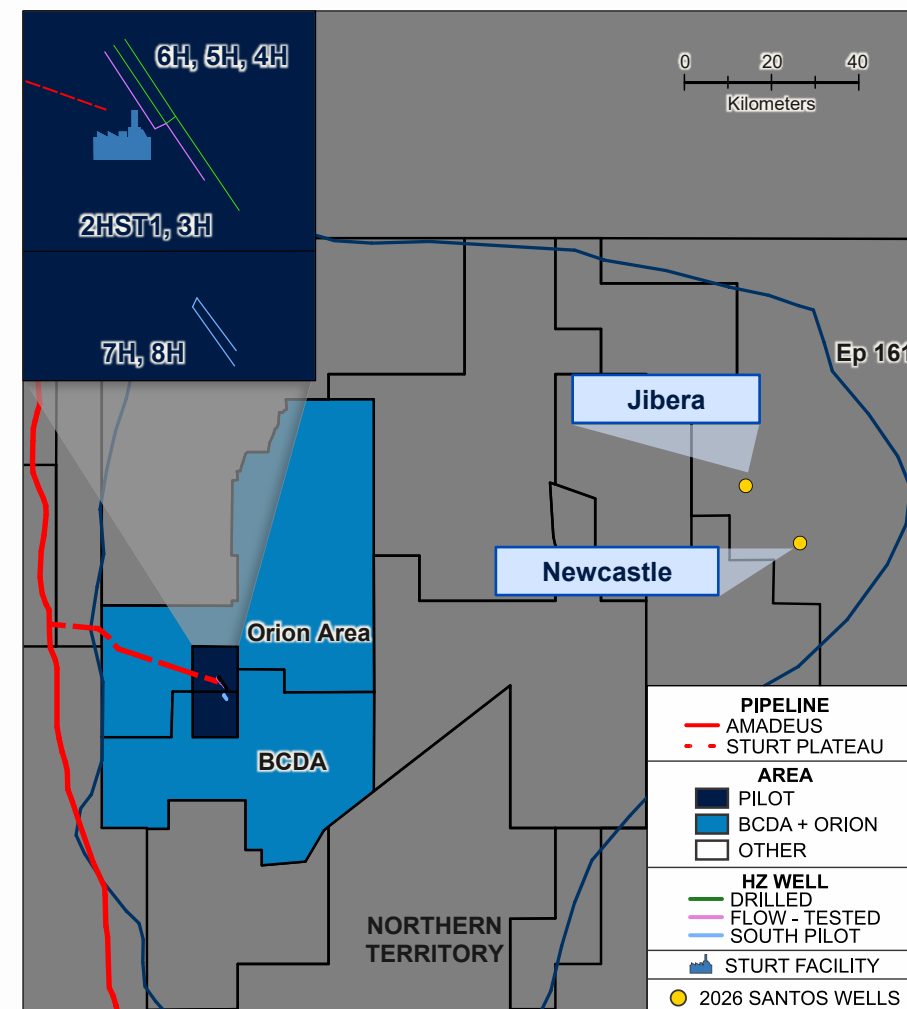 6H, 5H, 4H
2HST1, 3H
7H, 8H
0 20 40
Kilometers
Ep 161
Jibera
Newcastle
Orion Area
BCDA
NORTHERN
TERRITORY
PIPELINE
AMADEUS
STURT PLATEAU
AREA
PILOT
BCDA + ORION
OTHER
HZ WELL
DRILLED
FLOW - TESTED
SOUTH PILOT
STURT FACILITY
2026 SANTOS WELLS